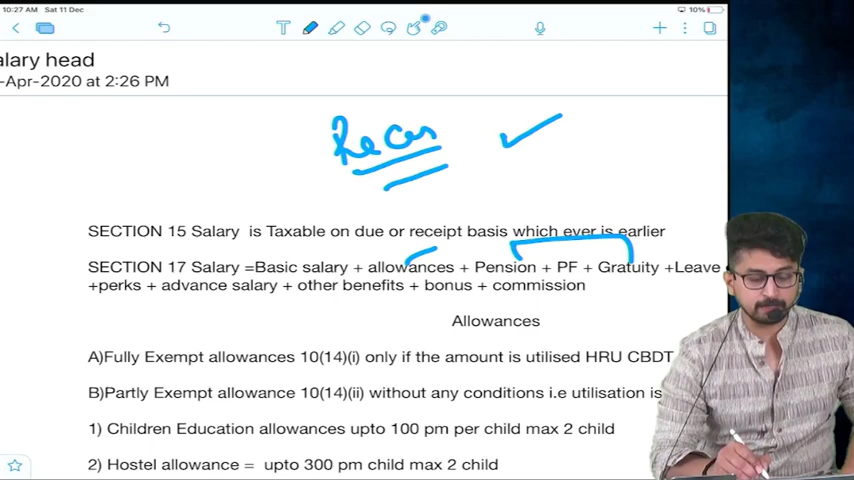 10:27 AM Sat 11 Dec
10%
alary head
-Apr-2020 at 2:26 PM
SECTION 15 Salary is Taxable on due or receipt basis which ever is earlier
SECTION 17 Salary =Basic salary + allowances + Pension + PF + Gratuity +Leave
+perks + advance salary + other benefits + bonus + commission
Allowances
A)Fully Exempt allowances 10(14)(i) only if the amount is utilised HRU CBDT
B)Partly Exempt allowance 10(14)(ii) without any conditions i.e utilisation is
1) Children Education allowances upto 100 pm per child max 2 child
2) Hostel allowance = upto 300 pm child max 2 child